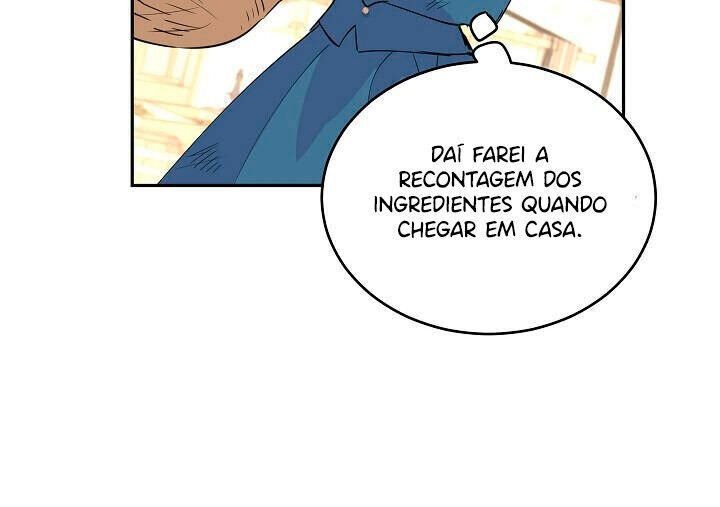 DAÍ FAREI A
RECONTAGEM DOS
INGREDIENTES QUANDO
CHEGAR EM CASA.